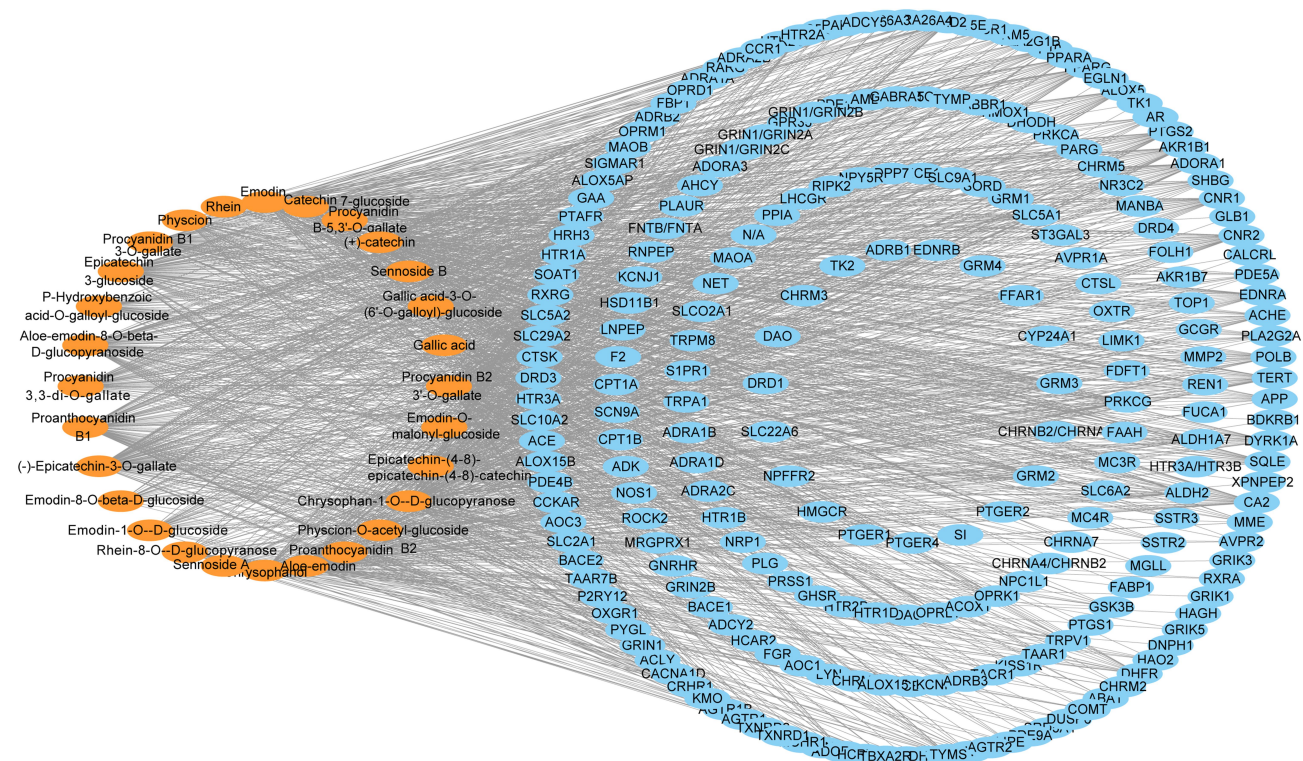 Emodin
Catechin 7-glucoside
Rhein
Procyanidin
B-5,3'-O-gallate
Physcion
(+)-catechin
Procyanidin B1
3-O-gallate
Epicatechin
3-glucoside
Sennoside B
P-Hydroxybenzoic
acid-O-galloyl-glucoside
Gallic acid-3-O-
(6'-O-galloyl)-glucoside
Aloe-emodin-8-O-beta-
D-glucopyranoside
Gallic acid
Procyanidin
3,3-di-O-gallate
Procyanidin B2
3'-O-gallate
Proanthocyanidin
B1
Emodin-O-
malonyl-glucoside
(-)-Epicatechin-3-O-gallate
Epicatechin-(4-8)-
epicatechin-(4-8)-catechin
Emodin-8-O-beta-D-glucoside
Chrysophan-1-O--D-glucopyranose
Emodin-1-O--D-glucoside
Physcion-O-acetyl-glucoside
Rhein-8-O--D-glucopyranose
Proanthocyanidin B2
Sennoside A
Aloe-emodin
HTR2A
ADCY5
CCR1
OPRD1
ADRB2
OPRM1
MAOB
SIGMAR1
ALOX5AP
GAA
PTAFR
HRH3
HTR1A
SOAT1
RXRG
SLC5A2
SLC29A2
CTSK
DRD3
HTR3A
SLC10A2
ACE
ALOX15B
PDE4B
CCKAR
AOC3
SLC2A1
BACE2
TAAR7B
P2RY12
OXGR1
PYGL
GRIN1
ACLY
CACNA1D
CRHR1
KMO
TXNRD1
TBXA2R
TYMS
AGTR2
COMT
CHRM2
DHFR
HAO2
DNPH1
GRIK5
HAGH
GRIK1
RXRA
GRIK3
AVPR2
MME
CA2
XPNPEP2
SQLE
DYRK1A
BDKRB1
APP
TERT
POLB
PLA2G2A
ACHE
EDNRA
PDE5A
CALCRL
CNR2
GLB1
CNR1
SHBG
ADORA1
AKR1B1
PTGS2
AR
TK1
ALOX5
EGLN1
PPARA
GABRA5
TYMP
GRIN1/GRIN2B
GRIN1/GRIN2A
GRIN1/GRIN2C
ADORA3
AHCY
PLAUR
FNTB/FNTA
RNPEP
KCNJ1
HSD11B1
LNPEP
F2
CPT1A
SCN9A
CPT1B
ADK
NOS1
ROCK2
MRGPRX1
GNRHR
GRIN2B
BACE1
ADCY2
HCAR2
FGR
AOC1
LYN
ALOX15
ADRB3
TACR1
KISS1R
TAAR1
TRPV1
PTGS1
GSK3B
FABP1
MGLL
SSTR2
SSTR3
ALDH2
HTR3A/HTR3B
ALDH1A7
FUCA1
REN1
MMP2
GCGR
TOP1
AKR1B7
FOLH1
DRD4
MANBA
NR3C2
CHRM5
PARG
PRKCA
DHODH
HMOX1
SLC9A1
SORD
GRM1
SLC5A1
ST3GAL3
AVPR1A
CTSL
OXTR
LIMK1
FDFT1
PRKCG
FAAH
MC3R
SLC6A2
MC4R
CHRNA7
CHRNA4/CHRNB2
NPC1L1
OPRK1
ACOX1
HTR1D
GHSR
PRSS1
PLG
NRP1
HTR1B
ADRA2C
ADRA1D
ADRA1B
TRPA1
S1PR1
TRPM8
SLCO2A1
NET
MAOA
N/A
PPIA
LHCGR
RIPK2
NPY5R
ADRB1
EDNRB
GRM4
FFAR1
CYP24A1
GRM3
GRM2
PTGER2
SI
PTGER4
PTGER1
HMGCR
NPFFR2
SLC22A6
DRD1
DAO
CHRM3
TK2